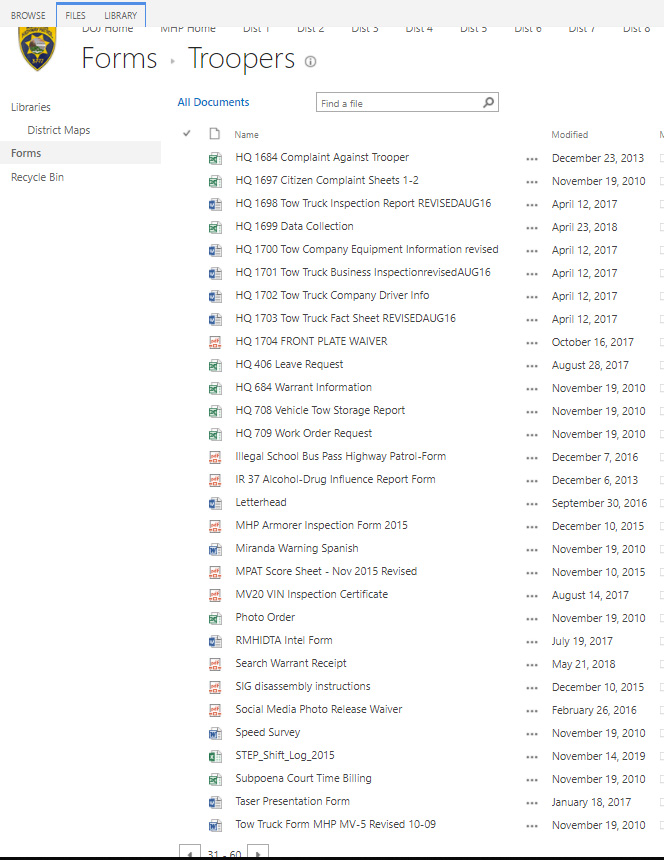 BROWSE FILES LIBRARY
DOJ Home MHP Home Dist 1 Dist 2 Dist 3 Dist 4 Dist 5 Dist 6 Dist 7 Dist 8
Forms ▸ Troopers
Libraries
District Maps
Forms
Recycle Bin
All Documents Find a file
Name Modified
HQ 1684 Complaint Against Trooper ... December 23, 2013
HQ 1697 Citizen Complaint Sheets 1-2 ... November 19, 2010
HQ 1698 Tow Truck Inspection Report REVISEDAUG16 ... April 12, 2017
HQ 1699 Data Collection ... April 23, 2018
HQ 1700 Tow Company Equipment Information revised ... April 12, 2017
HQ 1701 Tow Truck Business InspectionrevisedAUG16 ... April 12, 2017
HQ 1702 Tow Truck Company Driver Info ... April 12, 2017
HQ 1703 Tow Truck Fact Sheet REVISEDAUG16 ... April 12, 2017
HQ 1704 FRONT PLATE WAIVER ... October 16, 2017
HQ 406 Leave Request ... August 28, 2017
HQ 684 Warrant Information ... November 19, 2010
HQ 708 Vehicle Tow Storage Report ... November 19, 2010
HQ 709 Work Order Request ... November 19, 2010
Illegal School Bus Pass Highway Patrol-Form ... December 7, 2016
IR 37 Alcohol-Drug Influence Report Form ... December 6, 2013
Letterhead ... September 30, 2016
MHP Armorer Inspection Form 2015 ... December 10, 2015
Miranda Warning Spanish ... November 19, 2010
MPAT Score Sheet - Nov 2015 Revised ... November 10, 2015
MV20 VIN Inspection Certificate ... August 14, 2017
Photo Order ... November 19, 2010
RMHIDTA Intel Form ... July 19, 2017
Search Warrant Receipt ... May 21, 2018
SIG disassembly instructions ... December 10, 2015
Social Media Photo Release Waiver ... February 26, 2016
Speed Survey ... November 19, 2010
STEP_Shift_Log_2015 ... November 14, 2019
Subpoena Court Time Billing ... November 19, 2010
Taser Presentation Form ... January 18, 2017
Tow Truck Form MHP MV-5 Revised 10-09 ... November 19, 2010
31 - 60